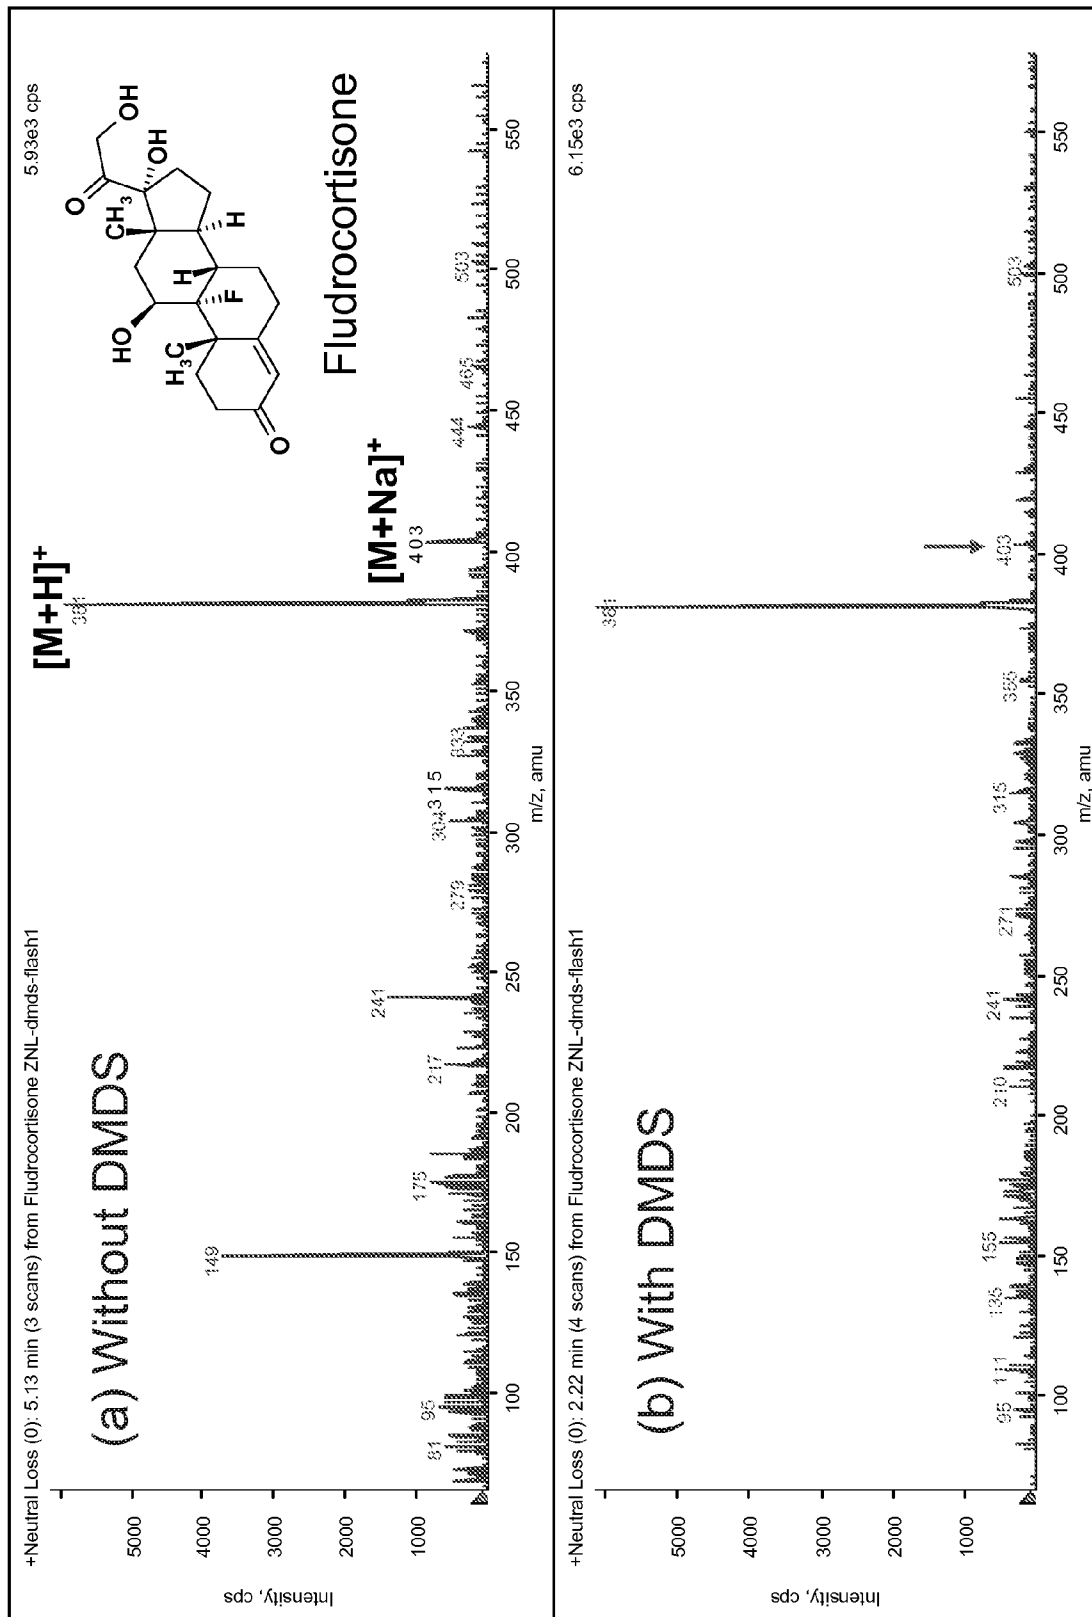 +Neutral Loss (0): 5.13 min (3 scans) from Fludrocortisone ZNL-dmds-flash1
5.93e3 cps
(a) Without DMDS
[M+H]+
381
[M+Na]+
403
Fludrocortisone
O
OH
OH
CH3
HO
H
H
F
H3C
O
81
95
149
175
217
241
279
304
315
333
444
465
503
5000
4000
3000
2000
1000
Intensity, cps
100
150
200
250
300
350
400
450
500
550
m/z, amu
+Neutral Loss (0): 2.22 min (4 scans) from Fludrocortisone ZNL-dmds-flash1
6.15e3 cps
(b) With DMDS
381
95
111
135
155
210
241
271
315
355
403
503
5000
4000
3000
2000
1000
Intensity, cps
100
150
200
250
300
350
400
450
500
550
m/z, amu